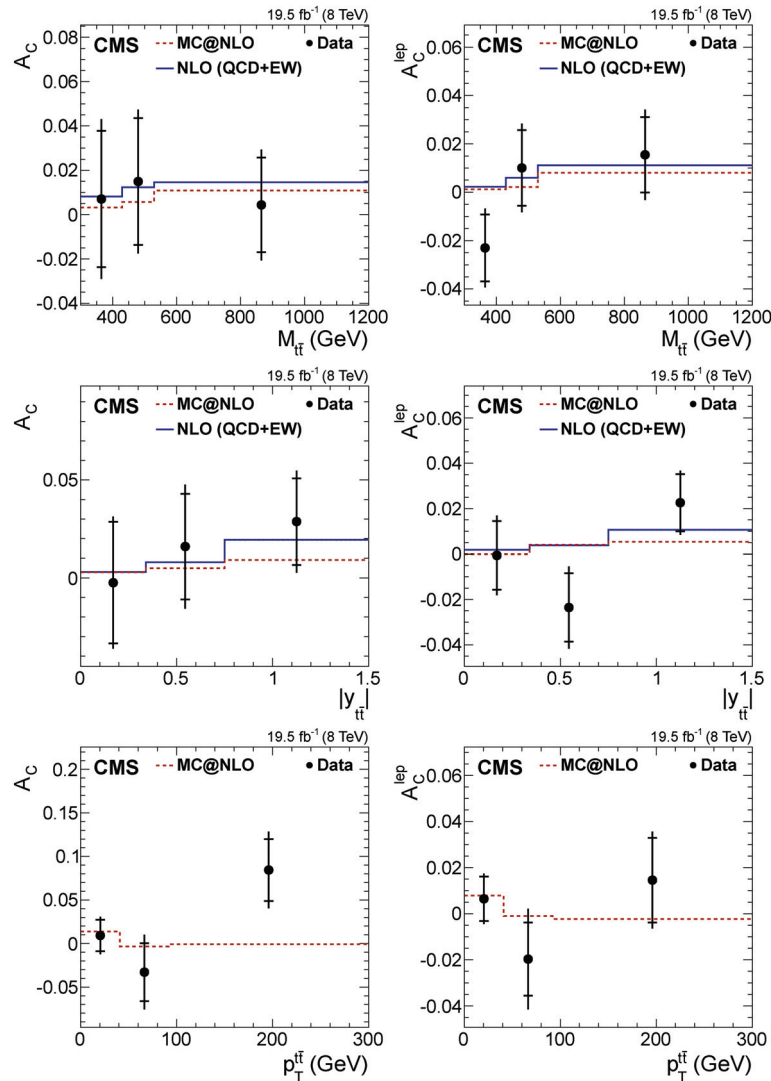 19.5 fb⁻¹ (8 TeV)
A_C
CMS
MC@NLO
Data
NLO (QCD+EW)
0.08
0.06
0.04
0.02
0
-0.02
-0.04
400 600 800 1000 1200
M_tt̄ (GeV)
19.5 fb⁻¹ (8 TeV)
A_C^lep
CMS
MC@NLO
Data
NLO (QCD+EW)
0.06
0.04
0.02
0
-0.02
-0.04
400 600 800 1000 1200
M_tt̄ (GeV)
19.5 fb⁻¹ (8 TeV)
A_C
CMS
MC@NLO
Data
NLO (QCD+EW)
0.05
0
0 0.5 1 1.5
|y_tt̄|
19.5 fb⁻¹ (8 TeV)
A_C^lep
CMS
MC@NLO
Data
NLO (QCD+EW)
0.06
0.04
0.02
0
-0.02
-0.04
0 0.5 1 1.5
|y_tt̄|
19.5 fb⁻¹ (8 TeV)
A_C
CMS
MC@NLO
Data
0.2
0.15
0.1
0.05
0
-0.05
0 100 200 300
p_T^tt̄ (GeV)
19.5 fb⁻¹ (8 TeV)
A_C^lep
CMS
MC@NLO
Data
0.06
0.04
0.02
0
-0.02
-0.04
0 100 200 300
p_T^tt̄ (GeV)